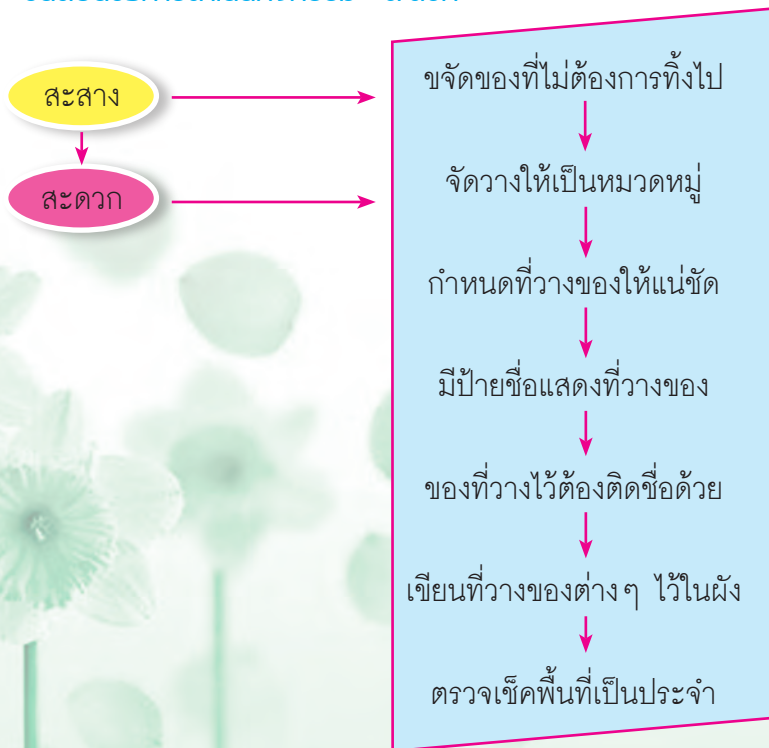 สะสาง
สะดวก
ขจัดของที่ไม่ต้องการทิ้งไป
จัดวางให้เป็นหมวดหมู่
กำหนดที่วางของให้แน่ชัด
มีป้ายชื่อแสดงที่วางของ
ของที่วางไว้ต้องติดชื่อด้วย
เขียนที่วางของต่างๆ ไว้ในผัง
ตรวจเช็คพื้นที่เป็นประจำ